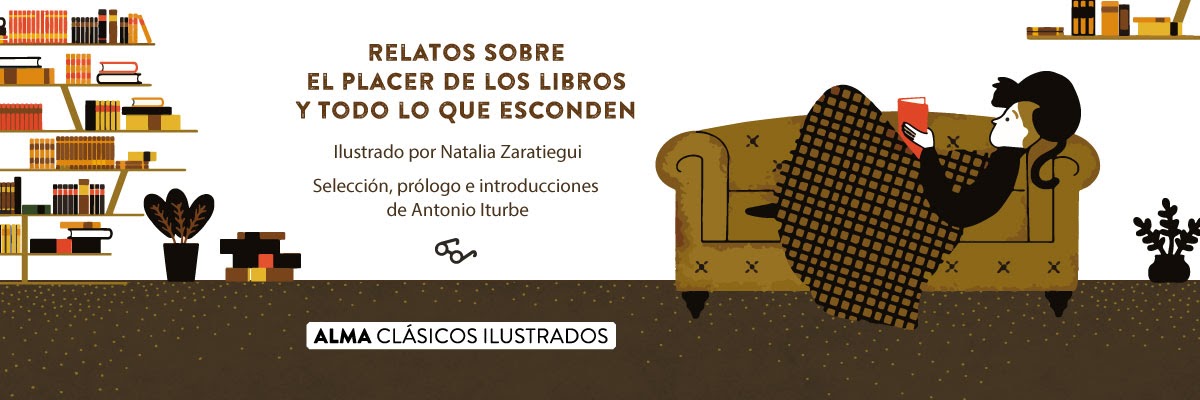 RELATOS SOBRE
EL PLACER DE LOS LIBROS
Y TODO LO QUE ESCONDEN
Ilustrado por Natalia Zaratiegui
Selección, prólogo e introducciones
de Antonio Iturbe
ALMA CLÁSICOS ILUSTRADOS